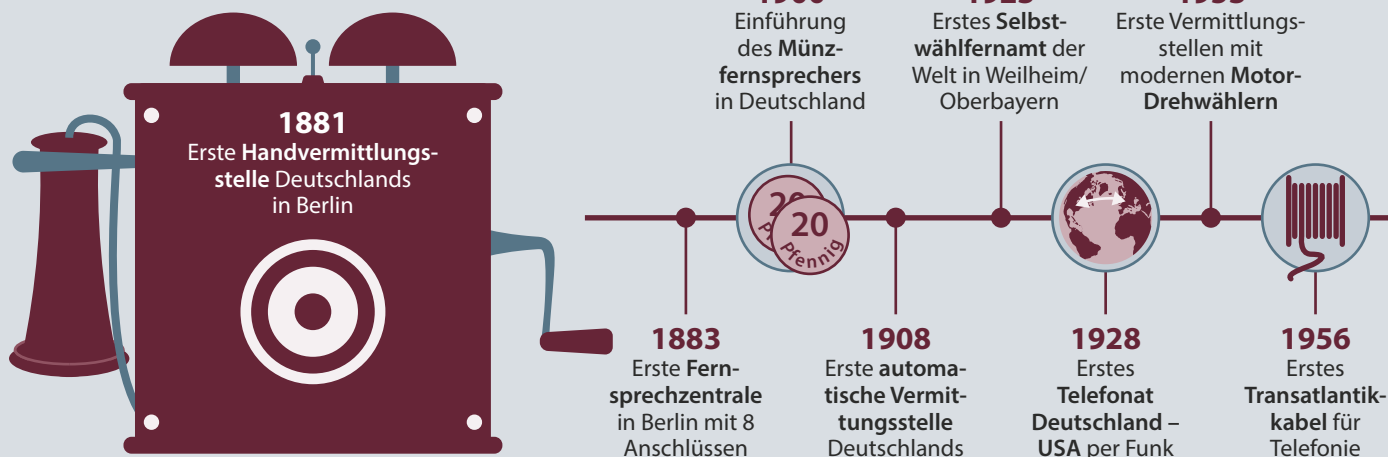 1881
Erste Handvermittlungs-
stelle Deutschlands
in Berlin
Einführung
des Münz-
fernsprechers
in Deutschland
Erstes Selbst-
wählfernamt der
Welt in Weilheim/
Oberbayern
Erste Vermittlungs-
stellen mit
modernen Motor-
Drehwählern
20
Pfennig
1883
Erste Fern-
sprechzentrale
in Berlin mit 8
Anschlüssen
1908
Erste automa-
tische Vermit-
tungsstelle
Deutschlands
1928
Erstes
Telefonat
Deutschland –
USA per Funk
1956
Erstes
Transatlantik-
kabel für
Telefonie